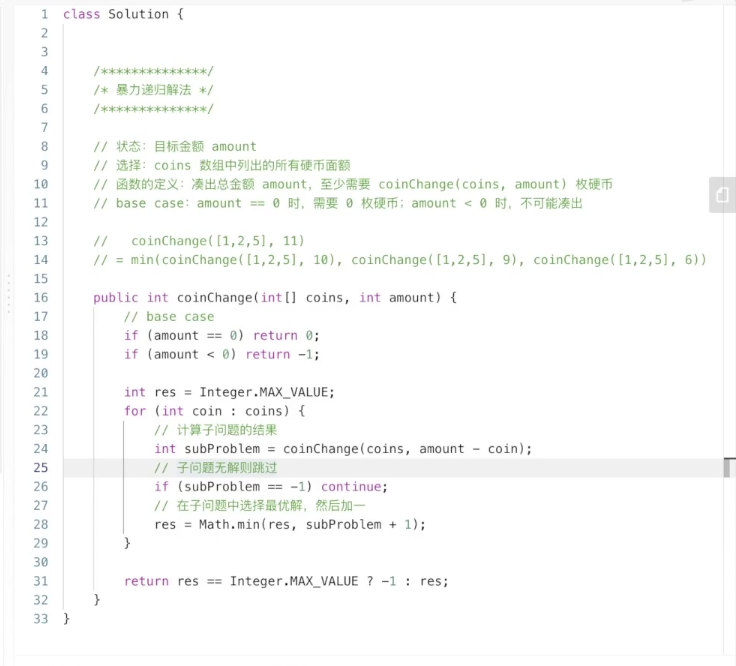 1 class Solution {
2
3
4 /**************/
5 /* 暴力递归解法 */
6 /**************/
7
8 // 状态：目标金额 amount
9 // 选择：coins 数组中列出的所有硬币面额
10 // 函数的定义：凑出总金额 amount，至少需要 coinChange(coins, amount) 枚硬币
11 // base case：amount == 0 时，需要 0 枚硬币；amount < 0 时，不可能凑出
12
13 //   coinChange([1,2,5], 11)
14 // = min(coinChange([1,2,5], 10), coinChange([1,2,5], 9), coinChange([1,2,5], 6))
15
16 public int coinChange(int[] coins, int amount) {
17 // base case
18 if (amount == 0) return 0;
19 if (amount < 0) return -1;
20
21 int res = Integer.MAX_VALUE;
22 for (int coin : coins) {
23 // 计算子问题的结果
24 int subProblem = coinChange(coins, amount - coin);
25 // 子问题无解则跳过
26 if (subProblem == -1) continue;
27 // 在子问题中选择最优解，然后加一
28 res = Math.min(res, subProblem + 1);
29 }
30
31 return res == Integer.MAX_VALUE ? -1 : res;
32 }
33 }